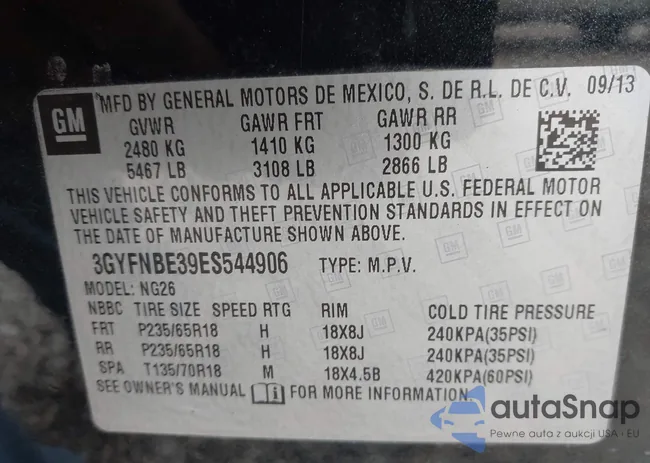 GM
MFD BY GENERAL MOTORS DE MEXICO, S. DE R.L. DE C.V. 09/13
GVWR GAWR FRT GAWR RR
2480 KG 1410 KG 1300 KG
5467 LB 3108 LB 2866 LB
THIS VEHICLE CONFORMS TO ALL APPLICABLE U.S. FEDERAL MOTOR
VEHICLE SAFETY AND THEFT PREVENTION STANDARDS IN EFFECT ON
THE DATE OF MANUFACTURE SHOWN ABOVE.
3GYFNBE39ES544906 TYPE: M.P.V.
MODEL: NG26
NBBC TIRE SIZE SPEED RTG RIM COLD TIRE PRESSURE
FRT P235/65R18 H 18X8J 240KPA(35PSI)
RR P235/65R18 H 18X8J 240KPA(35PSI)
SPA T135/70R18 M 18X4.5B 420KPA(60PSI)
SEE OWNER'S MANUAL FOR MORE INFORMATION.
autaSnap
Pewne auta z aukcji USA · EU